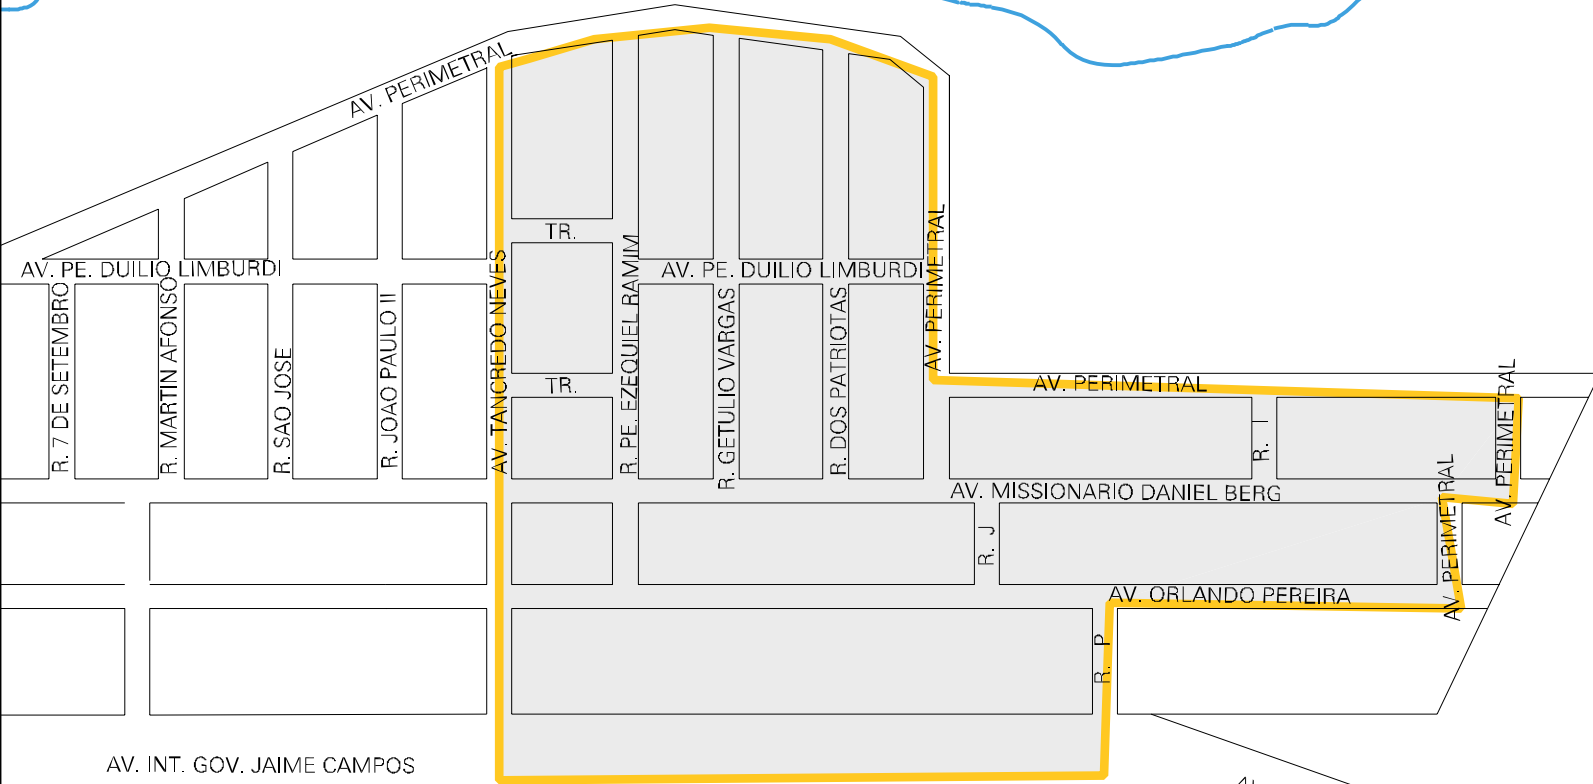 AV. PERIMETRAL
TR.
AV. PE. DUILIO LIMBURDI
AV. PE. DUILIO LIMBURDI
R. 7 DE SETEMBRO
R. MARTIN AFONSO
R. SAO JOSE
R. JOAO PAULO II
AV. TANCREDO NEVES
TR.
R. PE. EZEQUIEL RAMIM
R. GETULIO VARGAS
R. DOS PATRIOTAS
AV. PERIMETRAL
AV. PERIMETRAL
R. I
AV. PERIMETRAL
AV. MISSIONARIO DANIEL BERG
R. J
AV. PERIMETRAL
AV. ORLANDO PEREIRA
R. P
AV. INT. GOV. JAIME CAMPOS